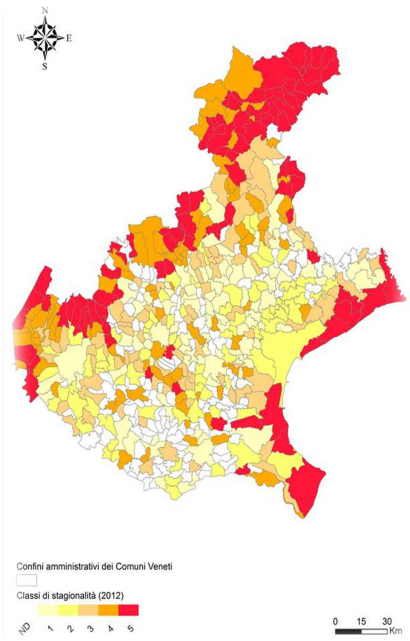 N
W E
S
Confini amministrativi dei Comuni Veneti
Classi di stagionalità (2012)
ND 1 2 3 4 5
0 15 30
Km